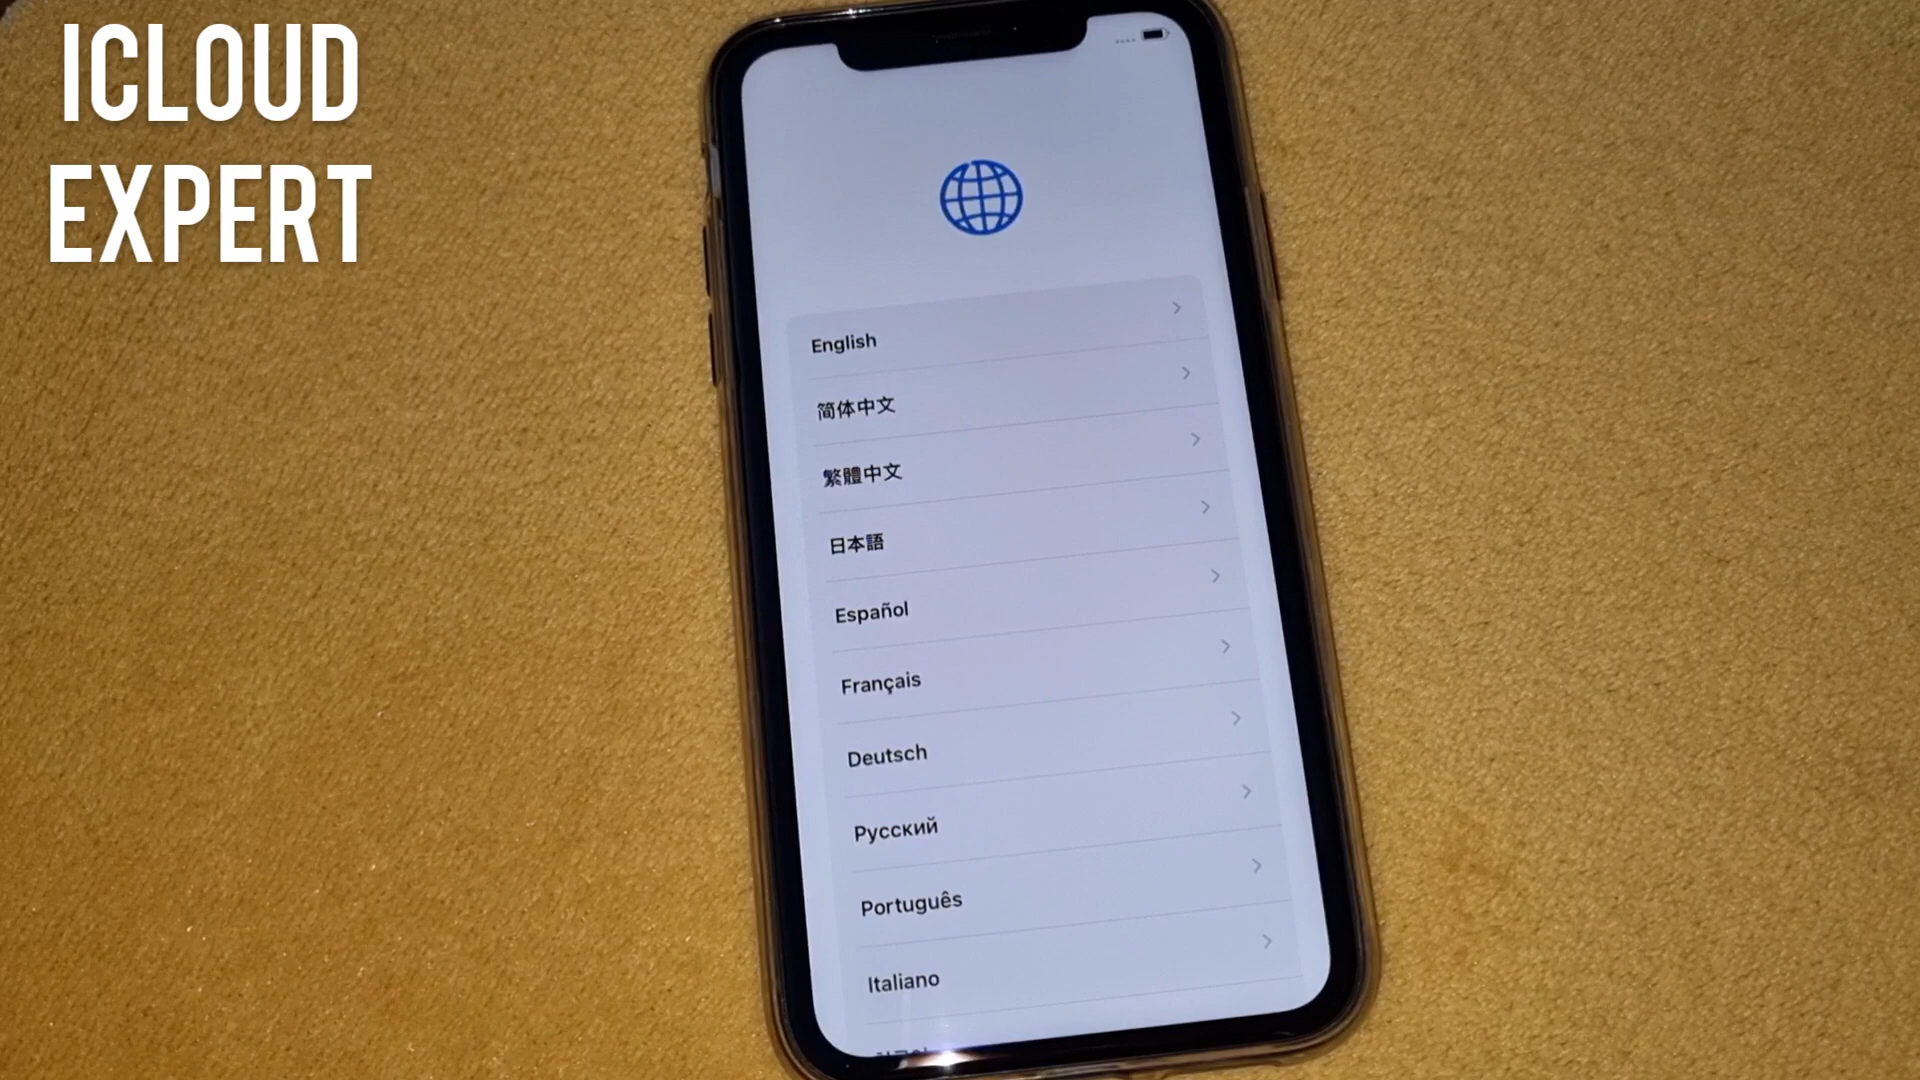 ICLOUD
EXPERT
English
简体中文
繁體中文
日本語
Español
Français
Deutsch
Русский
Português
Italiano